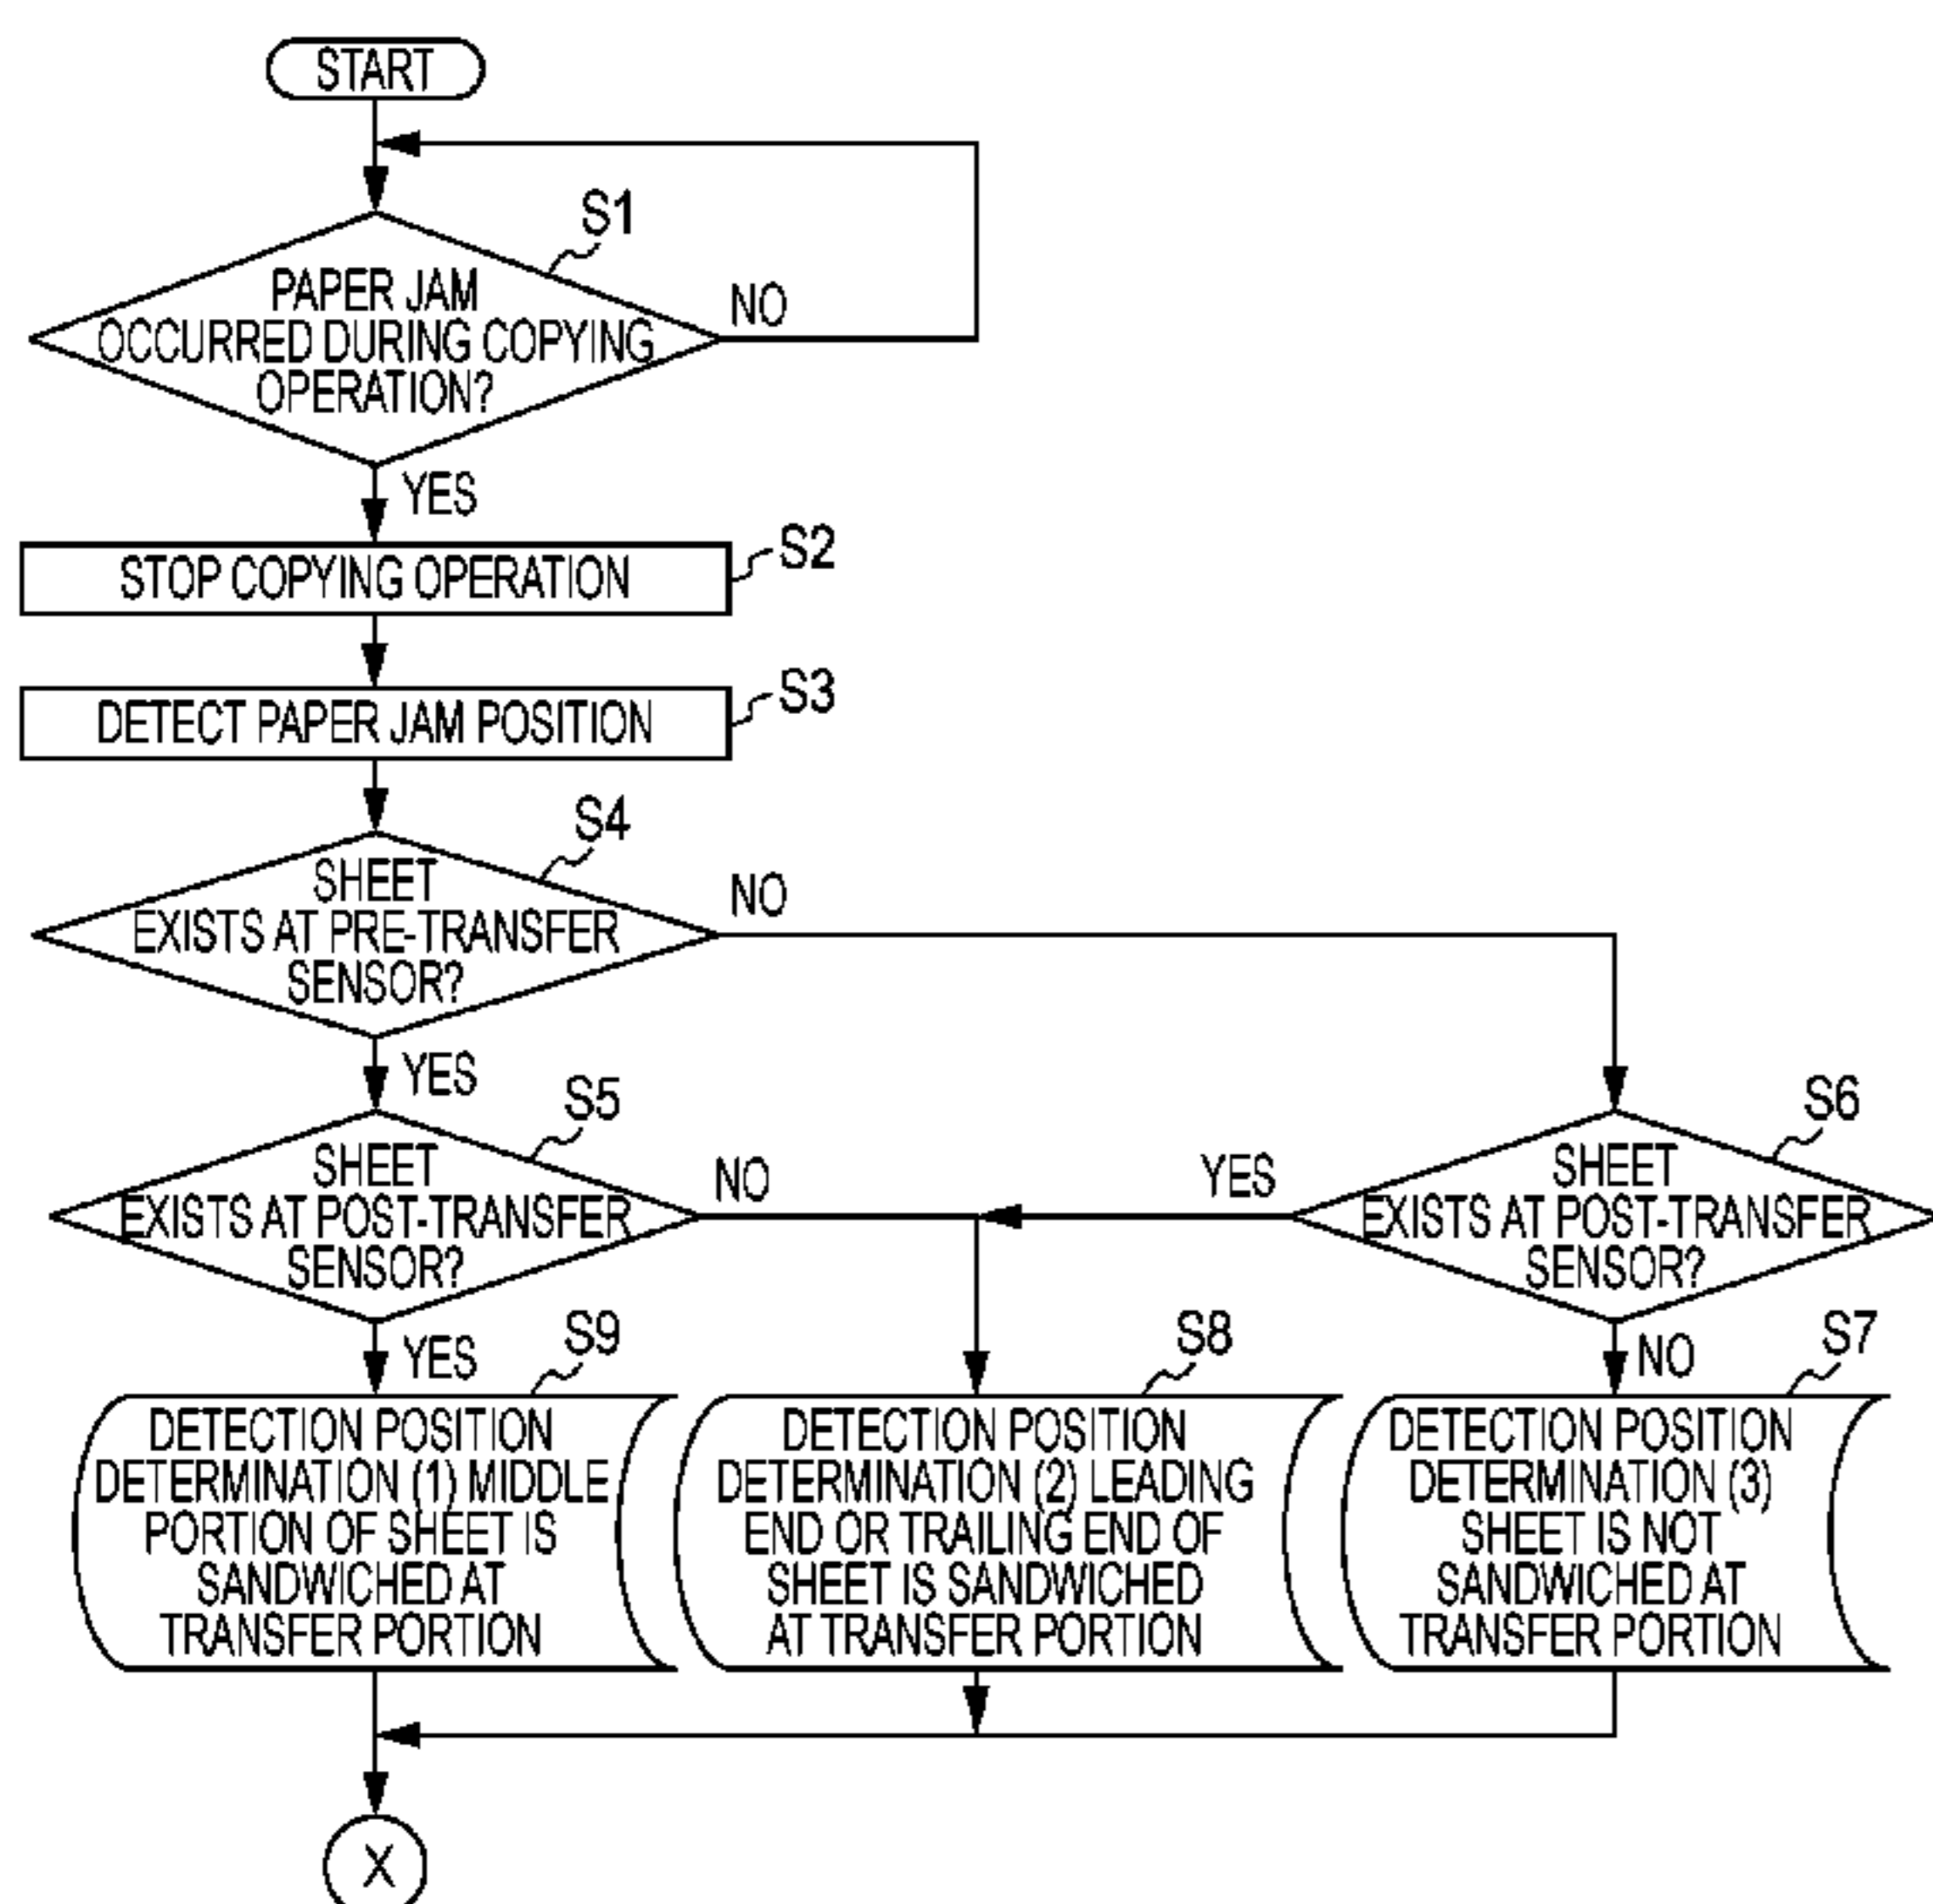 START
S1
PAPER JAM
OCCURRED DURING COPYING
OPERATION?
NO
YES
STOP COPYING OPERATION
S2
DETECT PAPER JAM POSITION
S3
S4
SHEET
EXISTS AT PRE-TRANSFER
SENSOR?
NO
YES
S5
SHEET
EXISTS AT POST-TRANSFER
SENSOR?
NO
YES
S6
SHEET
EXISTS AT POST-TRANSFER
SENSOR?
YES
NO
S9
DETECTION POSITION
DETERMINATION (1) MIDDLE
PORTION OF SHEET IS
SANDWICHED AT
TRANSFER PORTION
S8
DETECTION POSITION
DETERMINATION (2) LEADING
END OR TRAILING END OF
SHEET IS SANDWICHED
AT TRANSFER PORTION
S7
DETECTION POSITION
DETERMINATION (3)
SHEET IS NOT
SANDWICHED AT
TRANSFER PORTION
X